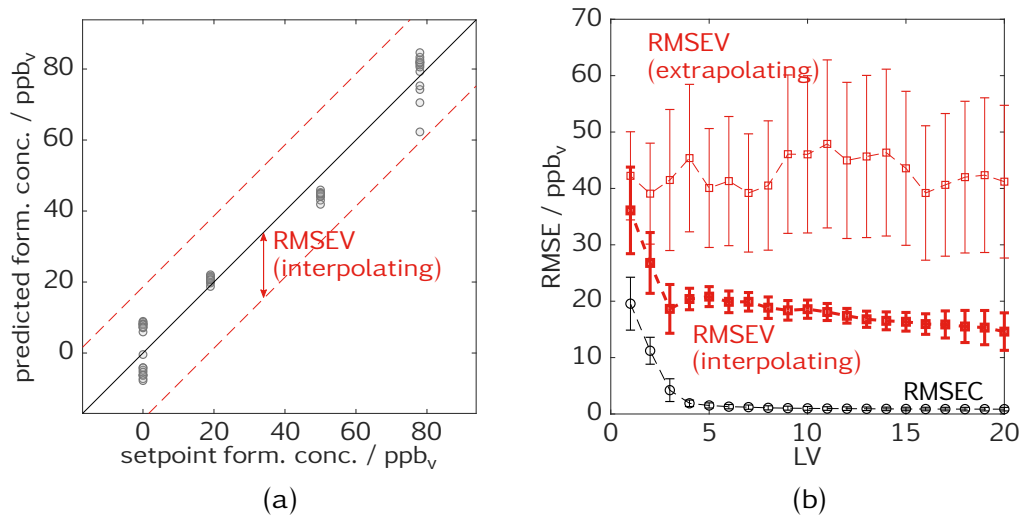 80
60
40
20
0
predicted form. conc. / ppbv
RMSEV
(interpolating)
0 20 40 60 80
setpoint form. conc. / ppbv
(a)
70
60
50
40
30
20
10
0
RMSE / ppbv
RMSEV
(extrapolating)
RMSEV
(interpolating)
RMSEC
0 5 10 15 20
LV
(b)